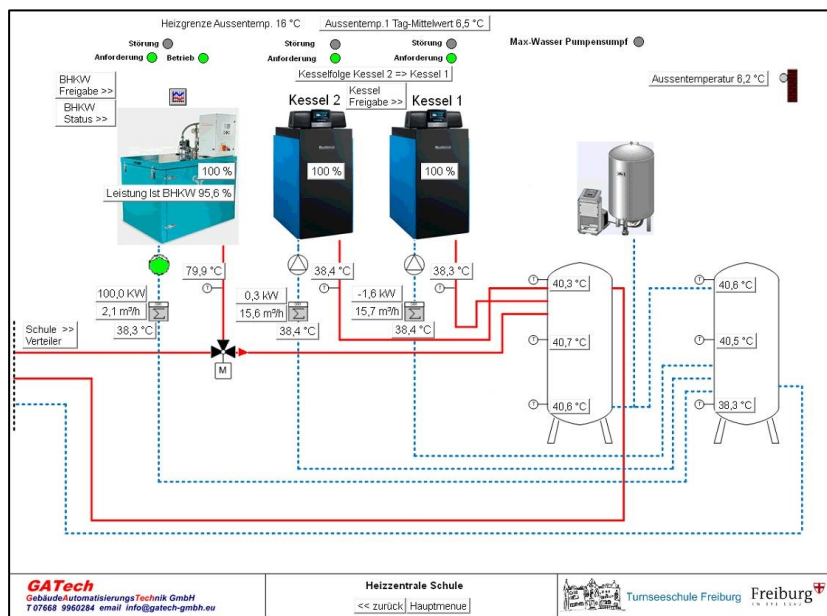 Heizgrenze Aussentemp. 16 °C
Aussentemp.1 Tag-Mittelwert 6,5 °C
Störung
Störung
Störung
Max-Wasser Pumpensumpf
Anforderung
Betrieb
Anforderung
Anforderung
BHKW
Freigabe >>
Kesselfolge Kessel 2 => Kessel 1
Aussentemperatur 6,2 °C
BHKW
Status >>
Kessel 2
Kessel
Freigabe >>
Kessel 1
100 %
100 %
100 %
Leistung Ist BHKW 95,6 %
79,9 °C
38,4 °C
38,3 °C
T
40,3 °C
T
40,6 °C
T
100,0 KW
0,3 kW
-1,6 kW
2,1 m³/h
Σ
15,6 m³/h
Σ
15,7 m³/h
Σ
38,3 °C
38,4 °C
38,4 °C
Schule >>
Verteiler
T
40,7 °C
T
40,5 °C
M
T
40,6 °C
T
38,3 °C
GATech
GebäudeAutomatisierungsTechnik GmbH
T 07668 9960284 email info@gatech-gmbh.eu
Heizzentrale Schule
<< zurück
Hauptmenue
Turnseeschule Freiburg
Freiburg